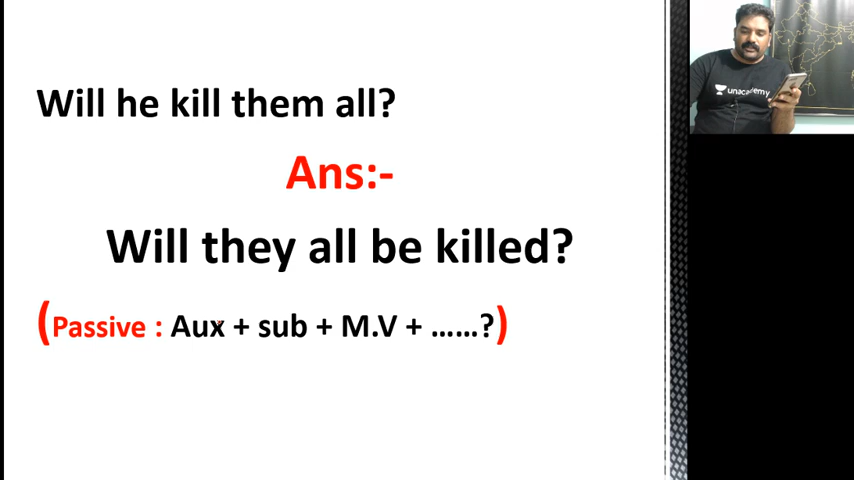 Will he kill them all?
Ans:-
Will they all be killed?
(Passive : Aux + sub + M.V + ……?)
unacademy